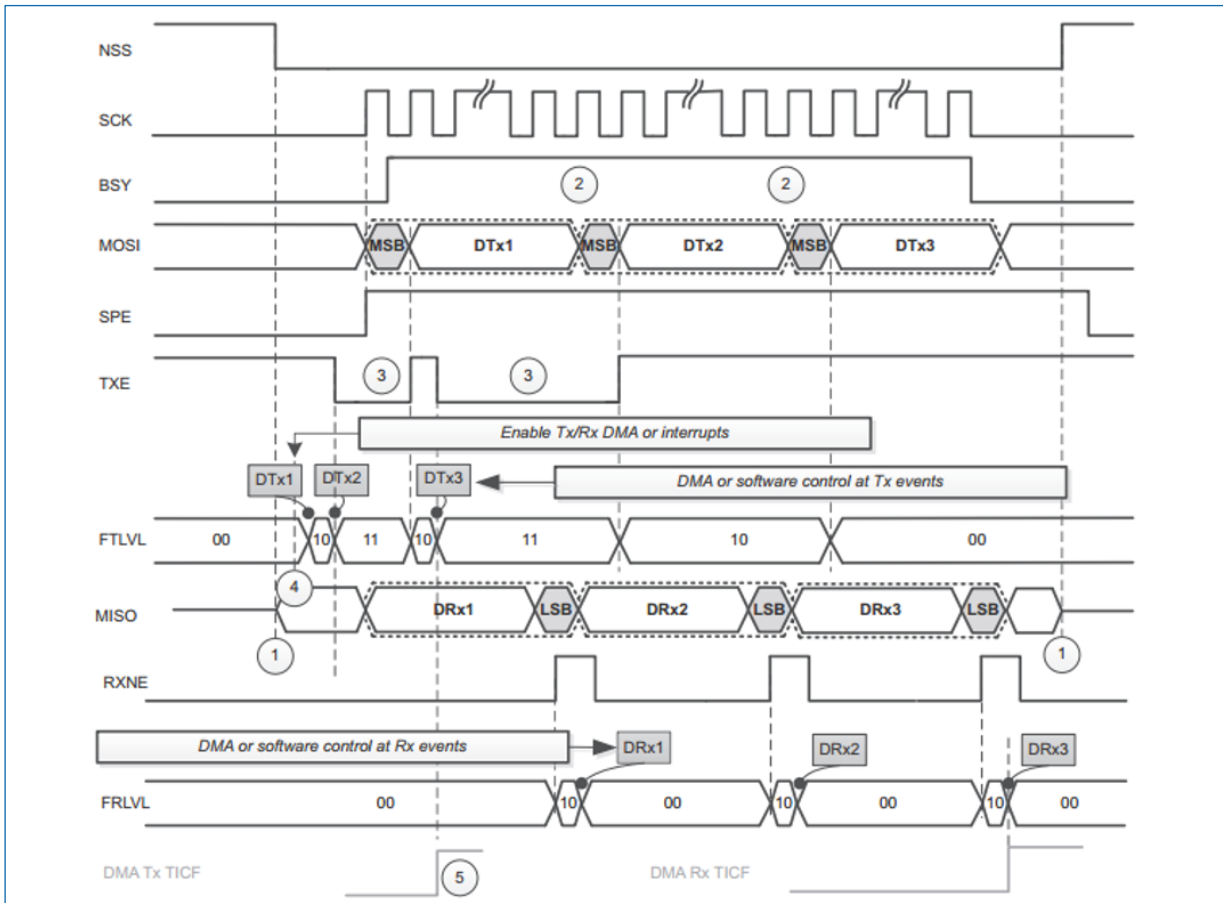 NSS
SCK
BSY
2 2
MOSI MSB DTx1 MSB DTx2 MSB DTx3
SPE
TXE 3 3
Enable Tx/Rx DMA or interrupts
DTx1 DTx2 DTx3 DMA or software control at Tx events
FTLVL 00 10 11 10 11 10 00
4
MISO DRx1 LSB DRx2 LSB DRx3 LSB
1 1
RXNE
DMA or software control at Rx events DRx1 DRx2 DRx3
FRLVL 00 10 00 10 00 10 00
DMA Tx TICF 5 DMA Rx TICF